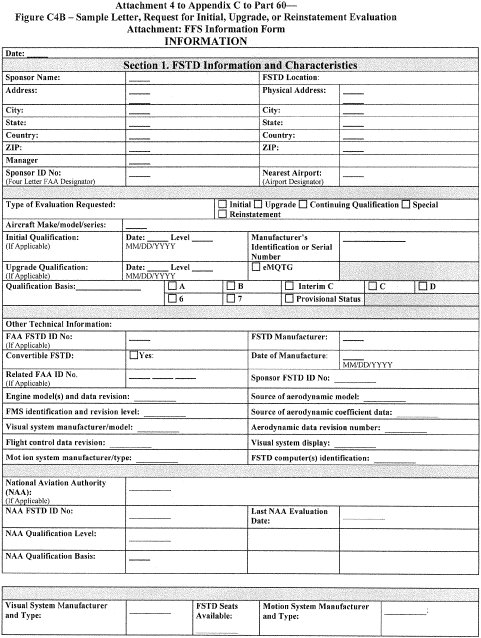 Attachment 4 to Appendix C to Part 60—
Figure C4B – Sample Letter, Request for Initial, Upgrade, or Reinstatement Evaluation
Attachment: FFS Information Form
INFORMATION
Date:
Section 1. FSTD Information and Characteristics
Sponsor Name: FSTD Location:
Address: Physical Address:
City: City:
State: State:
Country: Country:
ZIP: ZIP:
Manager
Sponsor ID No: Nearest Airport:
(Four Letter FAA Designator) (Airport Designator)
Type of Evaluation Requested: Initial Upgrade Continuing Qualification Special
Reinstatement
Aircraft Make/model/series:
Initial Qualification: Date: Level Manufacturer's
(If Applicable) MM/DD/YYYY Identification or Serial
Number
Upgrade Qualification: Date: Level eMQTG
(If Applicable) MM/DD/YYYY
Qualification Basis: A B Interim C C D
6 7 Provisional Status
Other Technical Information:
FAA FSTD ID No: FSTD Manufacturer:
(If Applicable)
Convertible FSTD: Yes: Date of Manufacture:
MM/DD/YYYY
Related FAA ID No. Sponsor FSTD ID No:
(If Applicable)
Engine model(s) and data revision: Source of aerodynamic model:
FMS identification and revision level: Source of aerodynamic coefficient data:
Visual system manufacturer/model: Aerodynamic data revision number:
Flight control data revision: Visual system display:
Motion system manufacturer/type: FSTD computer(s) identification:
National Aviation Authority
(NAA):
(If Applicable)
NAA FSTD ID No: Last NAA Evaluation
Date:
NAA Qualification Level:
NAA Qualification Basis:
Visual System Manufacturer FSTD Seats Motion System Manufacturer
and Type: Available: and Type: